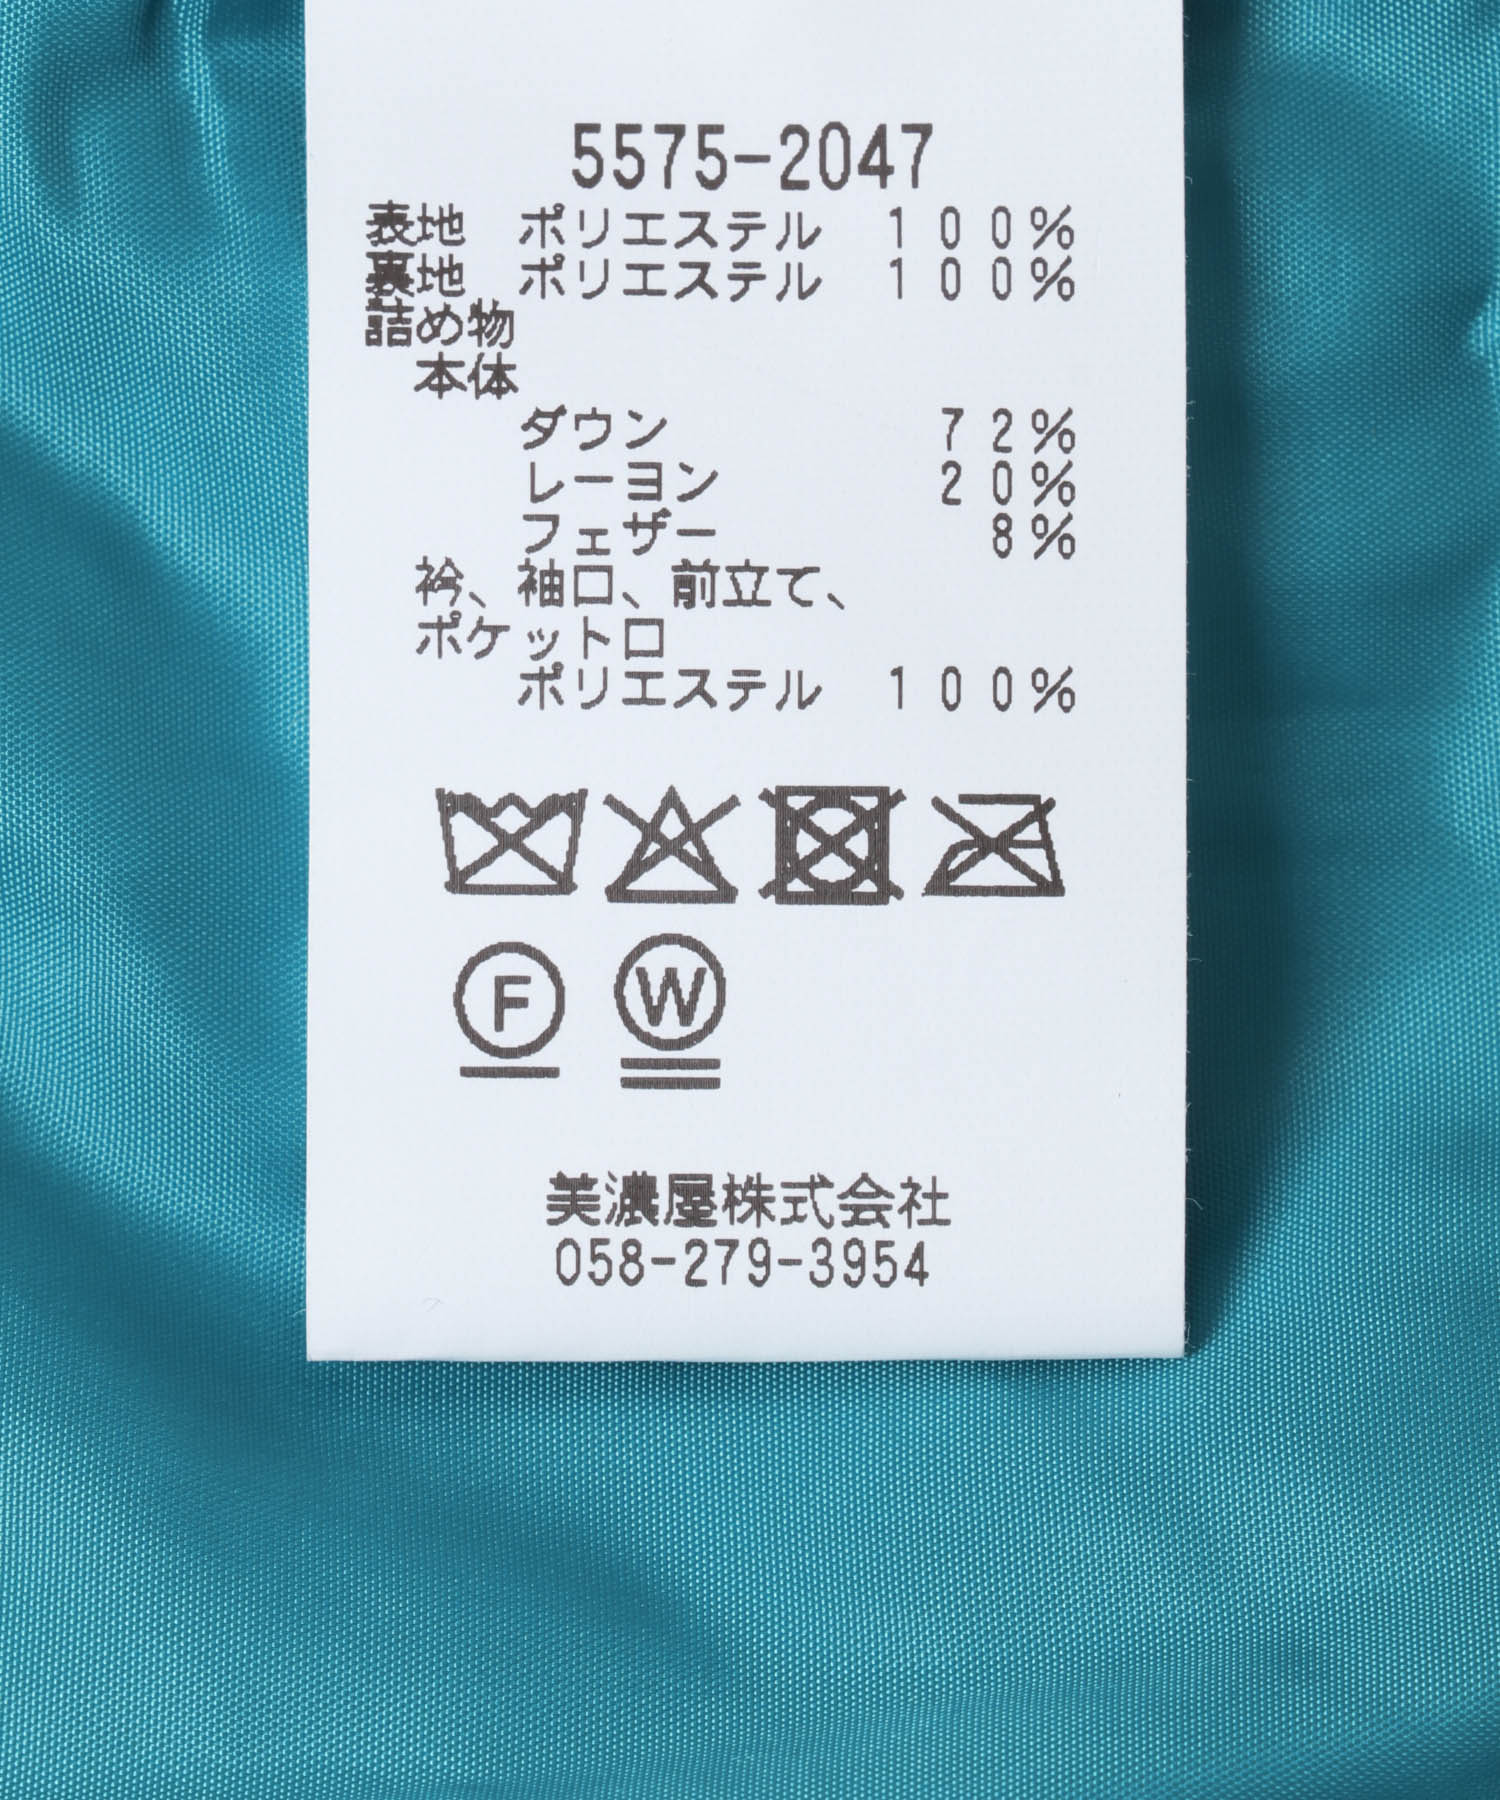 5575-2047
表地 ポリエステル 100%
裏地 ポリエステル 100%
詰め物
本体
ダウン 72%
レーヨン 20%
フェザー 8%
衿、袖口、前立て、
ポケット口
ポリエステル 100%
F W
美濃屋株式会社
058-279-3954